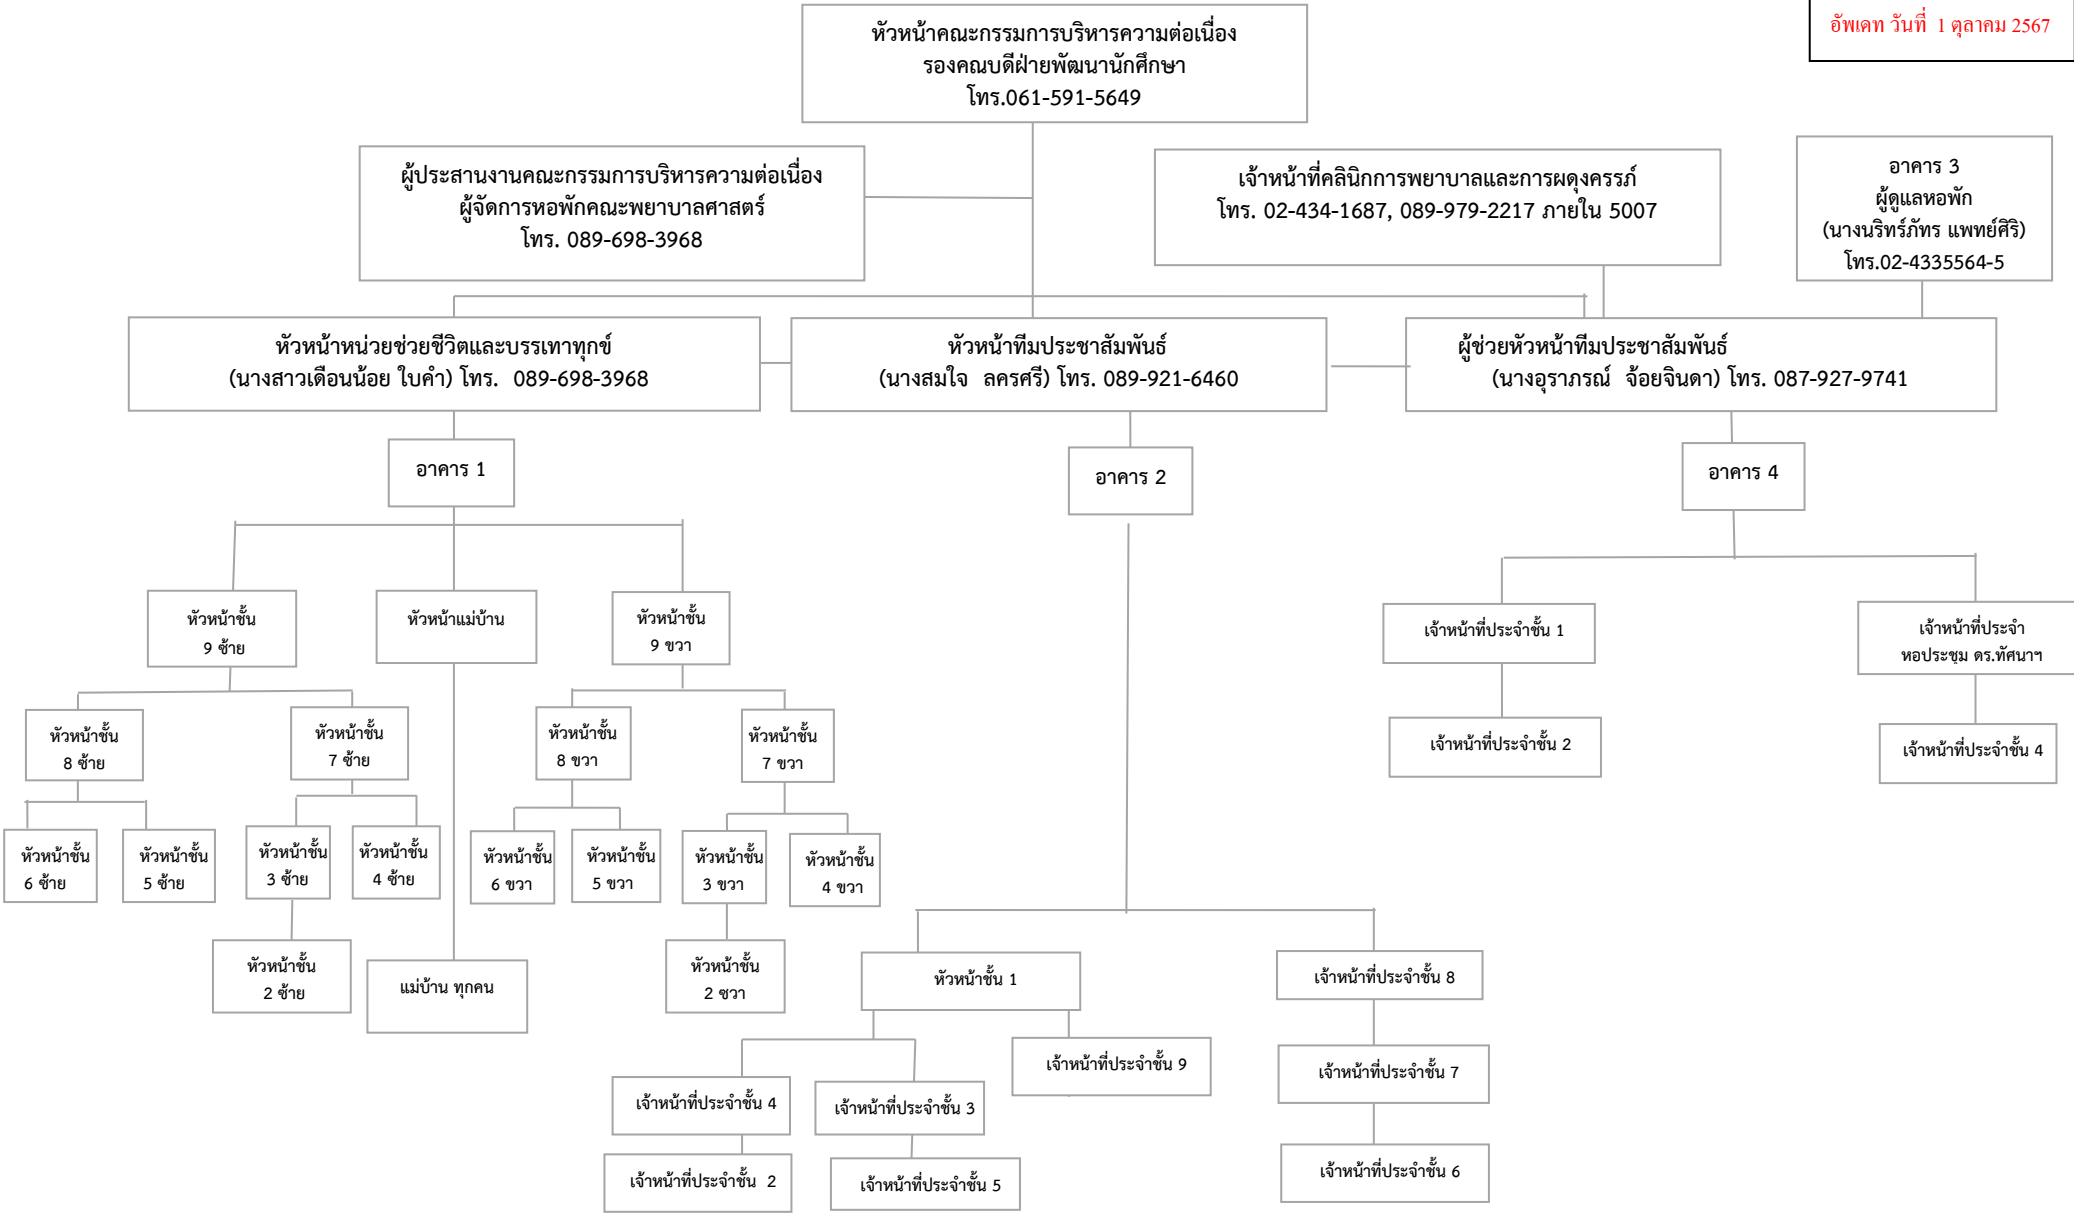 อัพเดท วันที่ 1 ตุลาคม 2567
หัวหน้าคณะกรรมการบริหารความต่อเนื่อง
รองคณบดีฝ่ายพัฒนานักศึกษา
โทร.061-591-5649
ผู้ประสานงานคณะกรรมการบริหารความต่อเนื่อง
ผู้จัดการหอพักคณะพยาบาลศาสตร์
โทร. 089-698-3968
เจ้าหน้าที่คลินิกการพยาบาลและการผดุงครรภ์
โทร. 02-434-1687, 089-979-2217 ภายใน 5007
อาคาร 3
ผู้ดูแลหอพัก
(นางนริทร์ภัทร แพทย์ศิริ)
โทร.02-4335564-5
หัวหน้าหน่วยช่วยชีวิตและบรรเทาทุกข์
(นางสาวเดือนน้อย ใบคำ) โทร. 089-698-3968
หัวหน้าทีมประชาสัมพันธ์
(นางสมใจ ลครศรี) โทร. 089-921-6460
ผู้ช่วยหัวหน้าทีมประชาสัมพันธ์
(นางอุราภรณ์ จ้อยจินดา) โทร. 087-927-9741
อาคาร 1
อาคาร 2
อาคาร 4
หัวหน้าชั้น
9 ซ้าย
หัวหน้าแม่บ้าน
หัวหน้าชั้น
9 ขวา
เจ้าหน้าที่ประจำชั้น 1
เจ้าหน้าที่ประจำ
หอประชุม ดร.ทัศนาฯ
หัวหน้าชั้น
8 ซ้าย
หัวหน้าชั้น
7 ซ้าย
หัวหน้าชั้น
8 ขวา
หัวหน้าชั้น
7 ขวา
เจ้าหน้าที่ประจำชั้น 2
เจ้าหน้าที่ประจำชั้น 4
หัวหน้าชั้น
6 ซ้าย
หัวหน้าชั้น
5 ซ้าย
หัวหน้าชั้น
3 ซ้าย
หัวหน้าชั้น
4 ซ้าย
หัวหน้าชั้น
6 ขวา
หัวหน้าชั้น
5 ขวา
หัวหน้าชั้น
3 ขวา
หัวหน้าชั้น
4 ขวา
หัวหน้าชั้น
2 ซ้าย
แม่บ้าน ทุกคน
หัวหน้าชั้น
2 ซวา
หัวหน้าชั้น 1
เจ้าหน้าที่ประจำชั้น 8
เจ้าหน้าที่ประจำชั้น 9
เจ้าหน้าที่ประจำชั้น 7
เจ้าหน้าที่ประจำชั้น 4
เจ้าหน้าที่ประจำชั้น 3
เจ้าหน้าที่ประจำชั้น 2
เจ้าหน้าที่ประจำชั้น 5
เจ้าหน้าที่ประจำชั้น 6